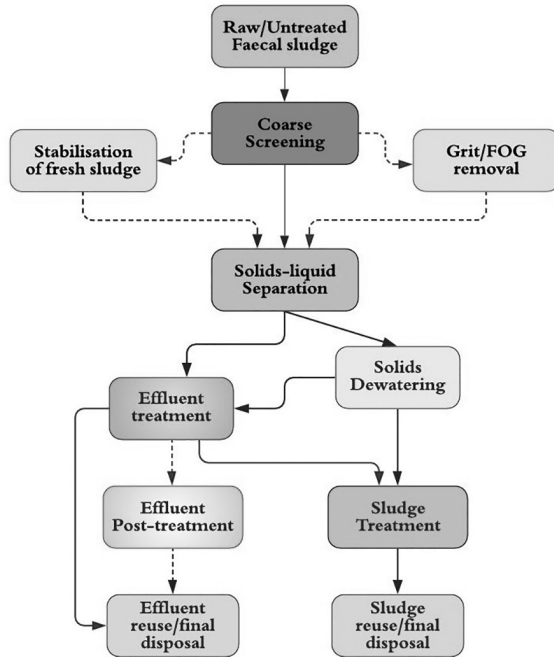 Raw/Untreated
Faecal sludge
Coarse
Screening
Stabilisation
of fresh sludge
Grit/FOG
removal
Solids-liquid
Separation
Solids
Dewatering
Effluent
treatment
Effluent
Post-treatment
Sludge
Treatment
Effluent
reuse/final
disposal
Sludge
reuse/final
disposal